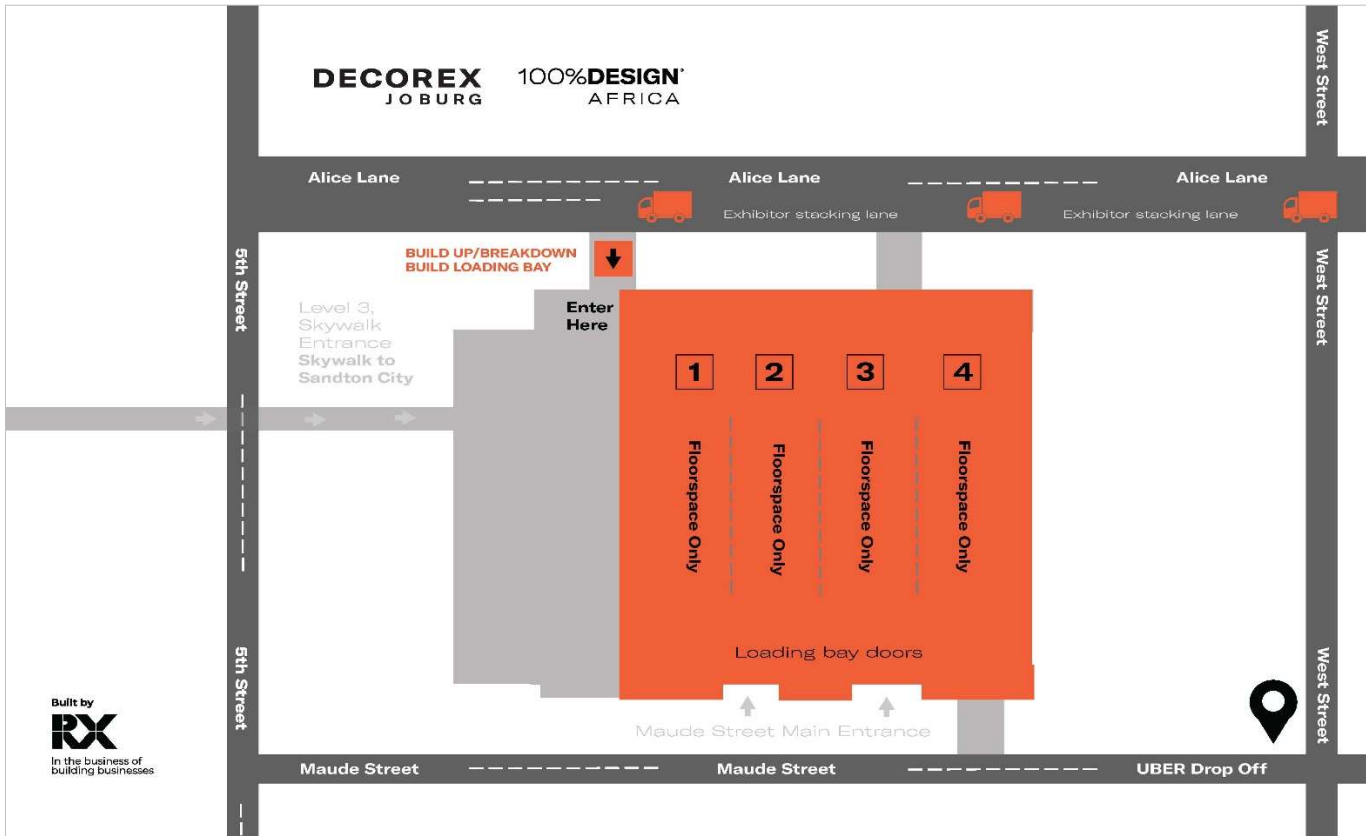 DECOREX
JOBURG
100%DESIGN®
AFRICA
West Street
Alice Lane
Alice Lane
Alice Lane
Exhibitor stacking lane
Exhibitor stacking lane
5th Street
BUILD UP/BREAKDOWN
BUILD LOADING BAY
West Street
Level 3,
Skywalk
Entrance
Skywalk to
Sandton City
Enter
Here
1
2
3
4
Floorspace Only
Floorspace Only
Floorspace Only
Floorspace Only
Loading bay doors
5th Street
West Street
Maude Street Main Entrance
Built by
RX
In the business of
building businesses
Maude Street
Maude Street
UBER Drop Off